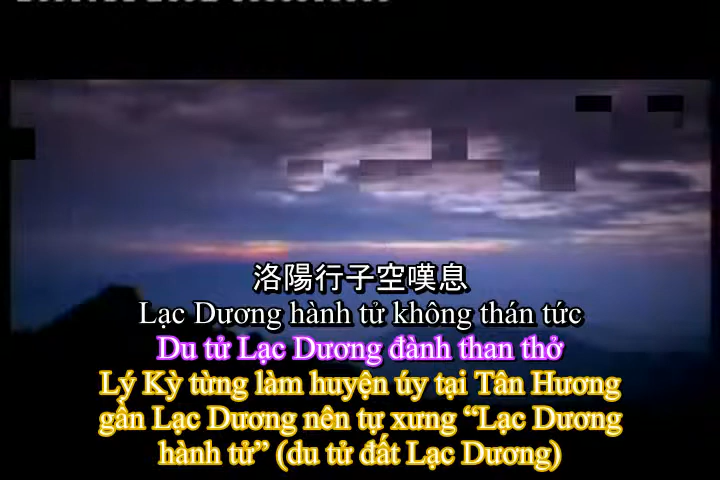 洛陽行子空嘆息
Lạc Dương hành tử không thán tức
Du tử Lạc Dương đành than thở
Lý Kỳ từng làm huyện úy tại Tân Hương
gần Lạc Dương nên tự xưng “Lạc Dương
hành tử” (du tử đất Lạc Dương)